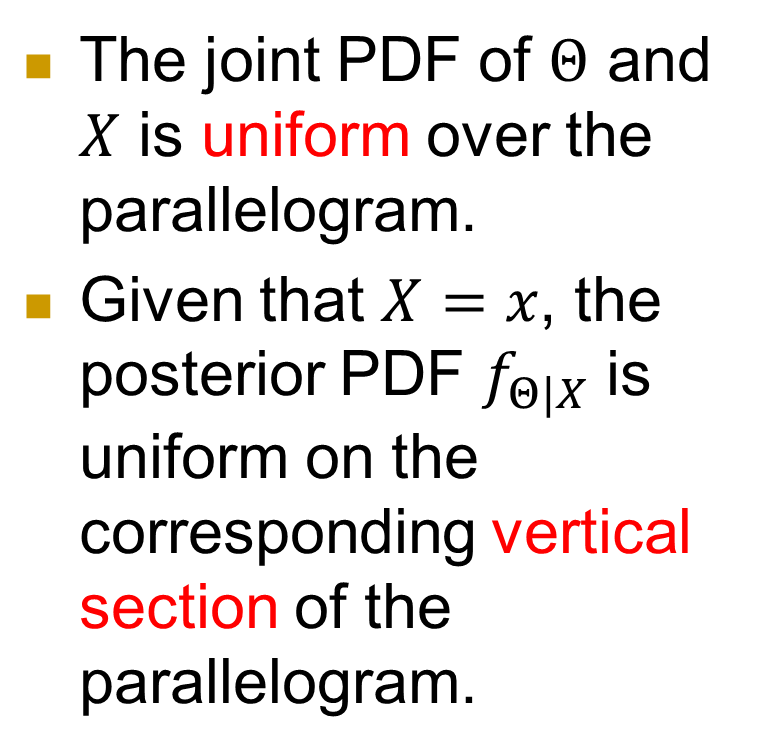 The joint PDF of Θ and
X is uniform over the
parallelogram.
Given that X = x, the
posterior PDF f_{Θ|X} is
uniform on the
corresponding vertical
section of the
parallelogram.